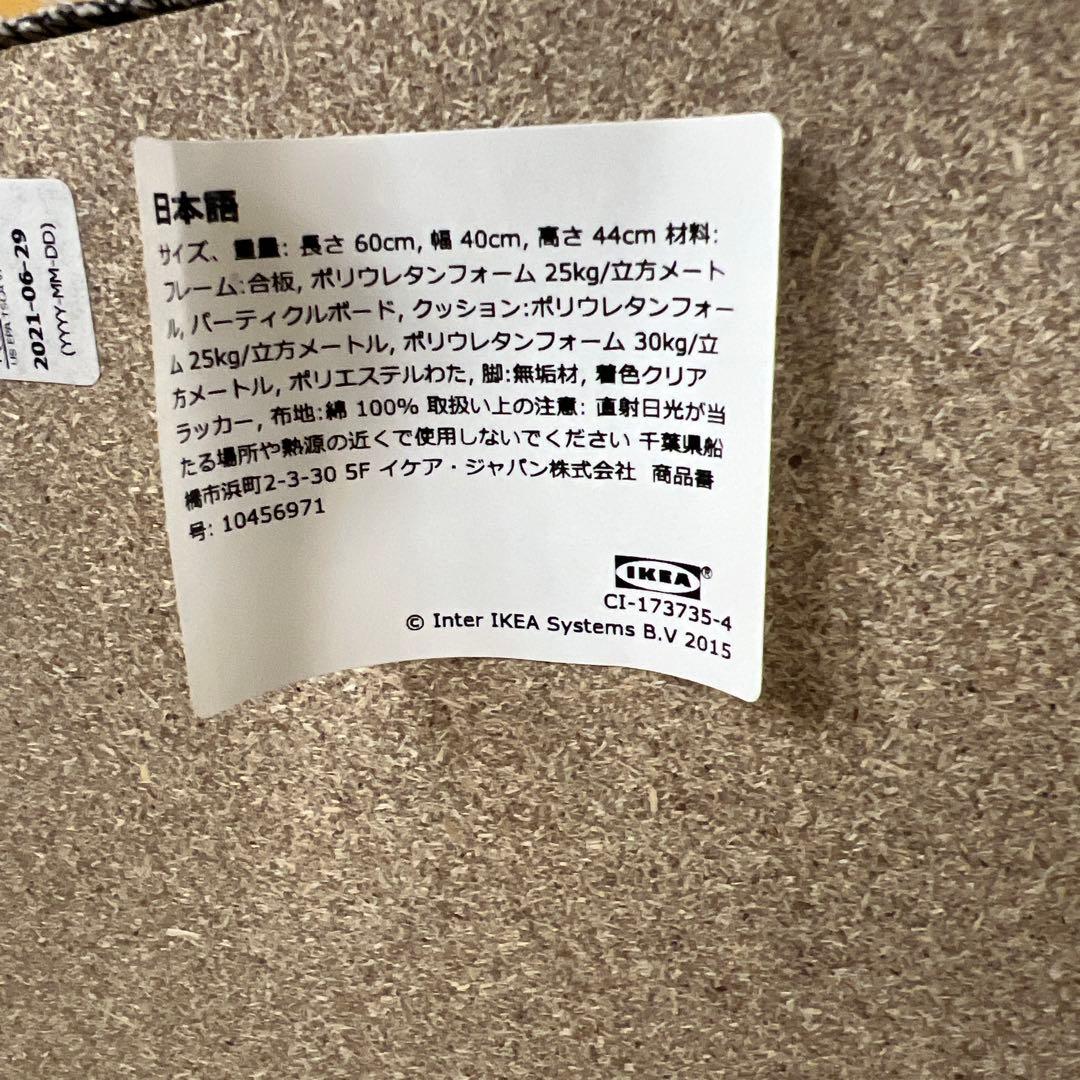 日本語
サイズ、重量: 長さ 60cm, 幅 40cm, 高さ 44cm 材料:
フレーム:合板, ポリウレタンフォーム 25kg/立方メート
ル, パーティクルボード, クッション:ポリウレタンフォー
ム 25kg/立方メートル, ポリウレタンフォーム 30kg/立
方メートル, ポリエステルわた, 脚:無垢材, 着色クリア
ラッカー, 布地:綿 100% 取扱い上の注意: 直射日光が当
たる場所や熱源の近くで使用しないでください 千葉県船
橋市浜町2-3-30 5F イケア・ジャパン株式会社 商品番
号: 10456971
IKEA®
CI-173735-4
© Inter IKEA Systems B.V 2015
US EPA
2021-06-29
(YYYY-MM-DD)